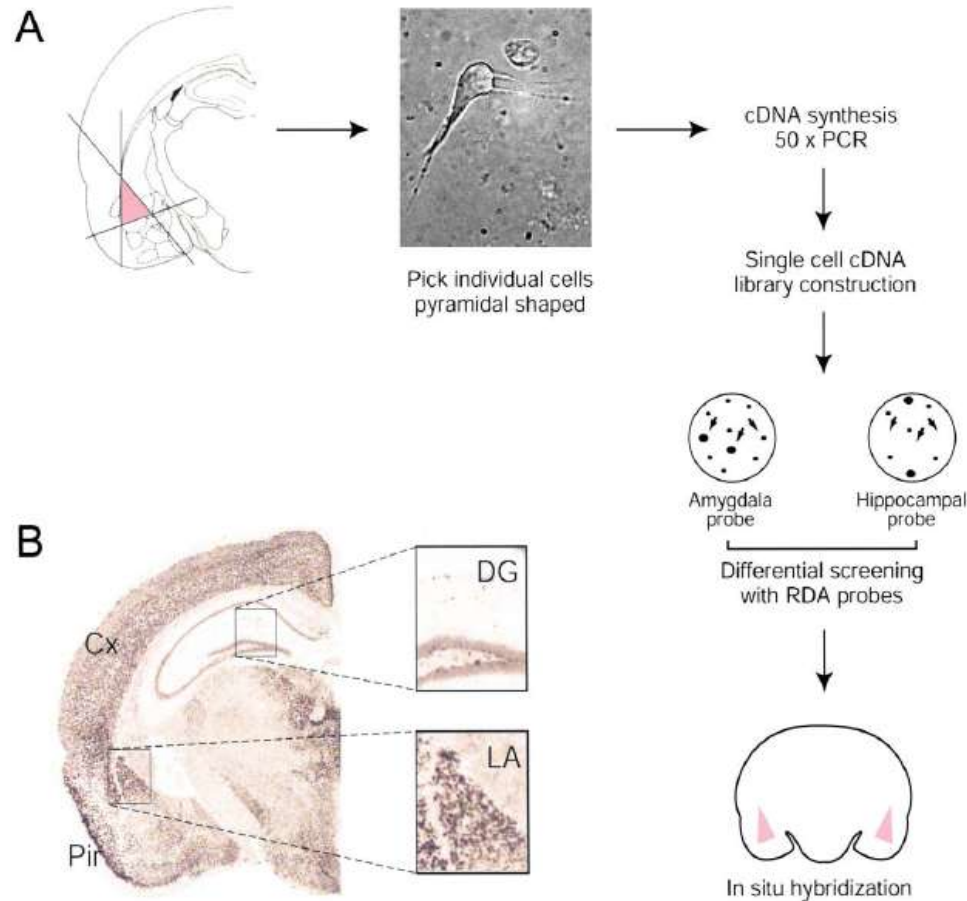 A
Pick individual cells
pyramidal shaped
cDNA synthesis
50 x PCR
Single cell cDNA
library construction
Amygdala
probe
Hippocampal
probe
Differential screening
with RDA probes
In situ hybridization
B
Cx
Pir
DG
LA